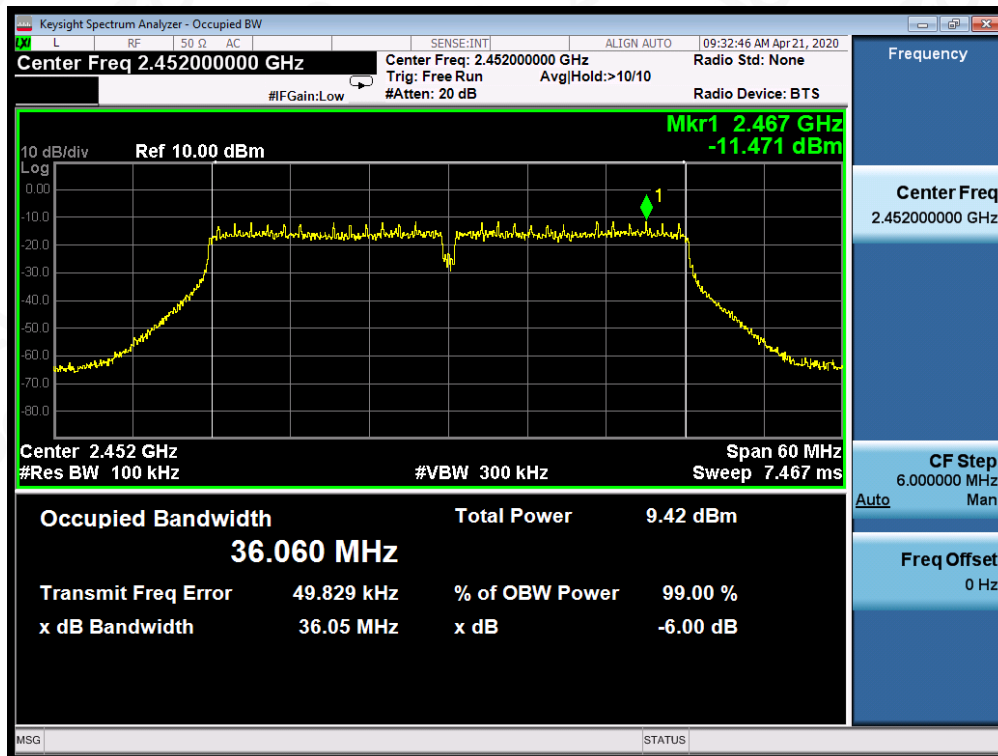 Keysight Spectrum Analyzer - Occupied BW
LXI L RF 50 Ω AC SENSE:INT ALIGN AUTO 09:32:46 AM Apr 21, 2020
Center Freq 2.452000000 GHz
Center Freq: 2.452000000 GHz Radio Std: None
Trig: Free Run Avg|Hold:>10/10
#IFGain:Low #Atten: 20 dB Radio Device: BTS
Frequency
Mkr1 2.467 GHz
-11.471 dBm
10 dB/div Ref 10.00 dBm
Log
0.00
-10.0
-20.0
-30.0
-40.0
-50.0
-60.0
-70.0
-80.0
1
Center 2.452 GHz Span 60 MHz
#Res BW 100 kHz #VBW 300 kHz Sweep 7.467 ms
Center Freq
2.452000000 GHz
CF Step
6.000000 MHz
Auto Man
Freq Offset
0 Hz
Occupied Bandwidth Total Power 9.42 dBm
36.060 MHz
Transmit Freq Error 49.829 kHz % of OBW Power 99.00 %
x dB Bandwidth 36.05 MHz x dB -6.00 dB
MSG STATUS